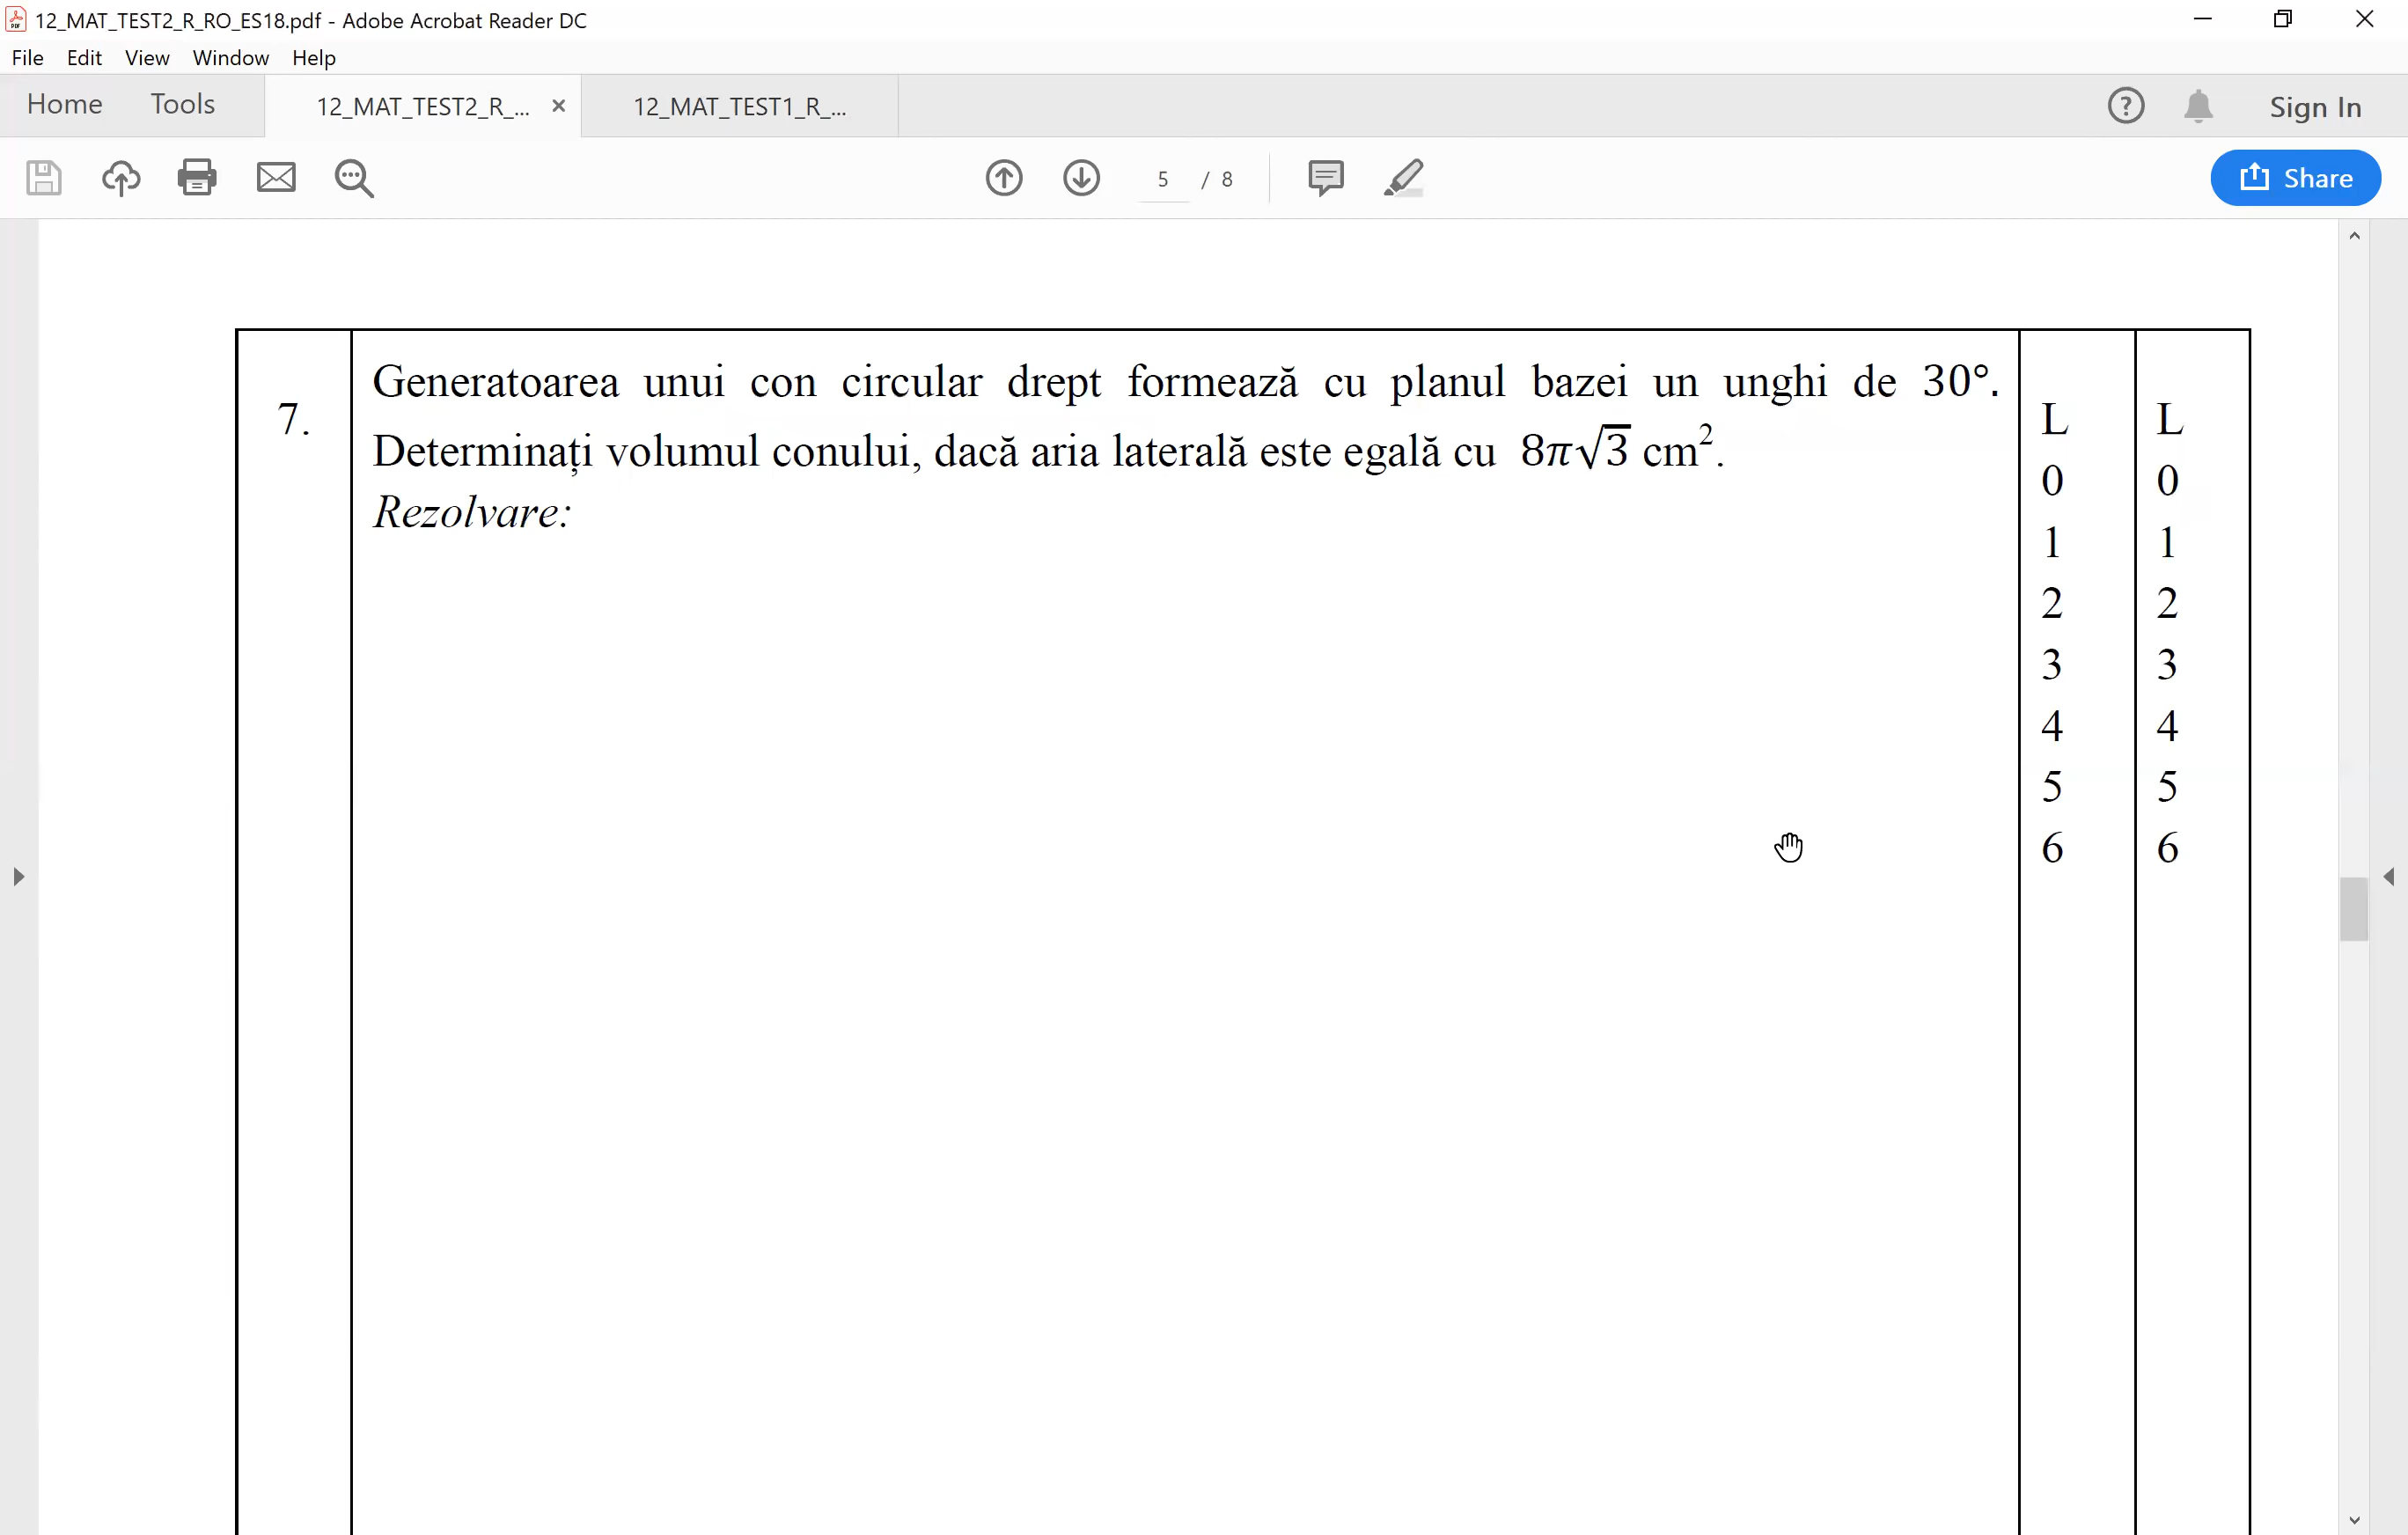 12_MAT_TEST2_R_RO_ES18.pdf - Adobe Acrobat Reader DC
File Edit View Window Help
Home Tools 12_MAT_TEST2_R_... × 12_MAT_TEST1_R_... Sign In
5 / 8 Share
7.
Generatoarea unui con circular drept formează cu planul bazei un unghi de 30°.
Determinați volumul conului, dacă aria laterală este egală cu 8π√3 cm².
Rezolvare:
L L
0 0
1 1
2 2
3 3
4 4
5 5
6 6